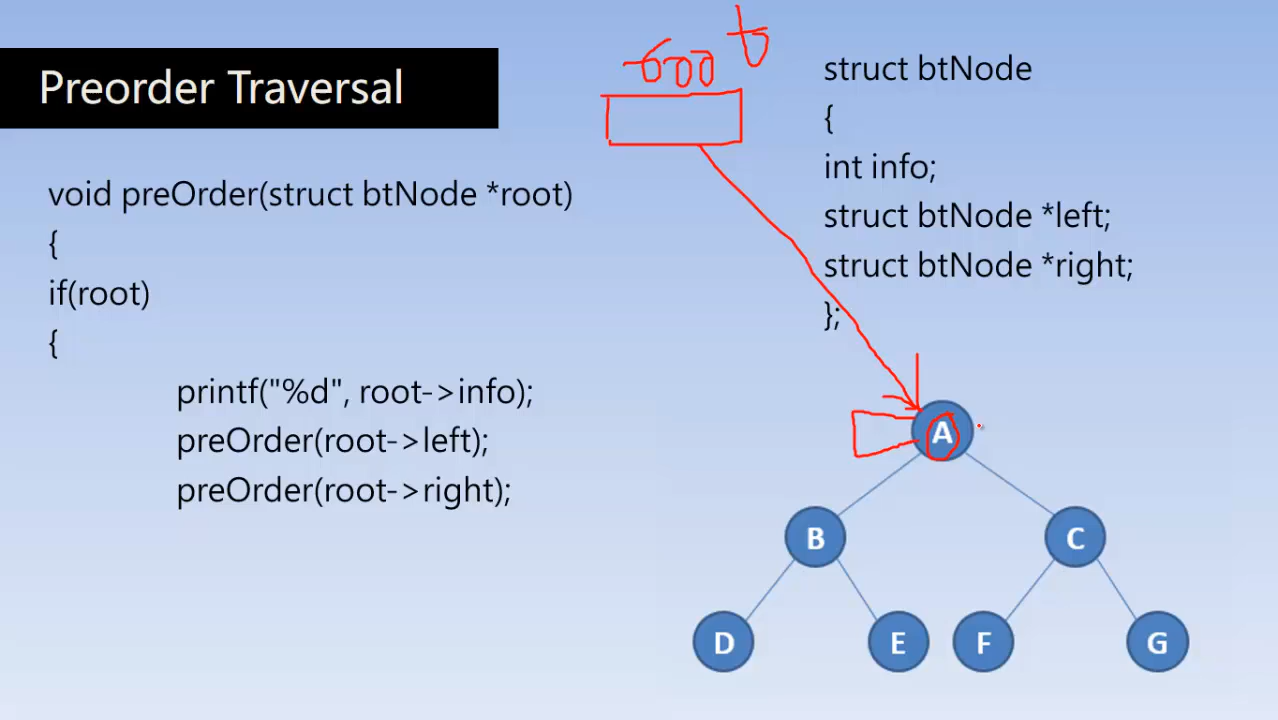 Preorder Traversal
void preOrder(struct btNode *root)
{
if(root)
{
printf("%d", root->info);
preOrder(root->left);
preOrder(root->right);
root
struct btNode
{
int info;
struct btNode *left;
struct btNode *right;
};
A
B
C
D
E
F
G